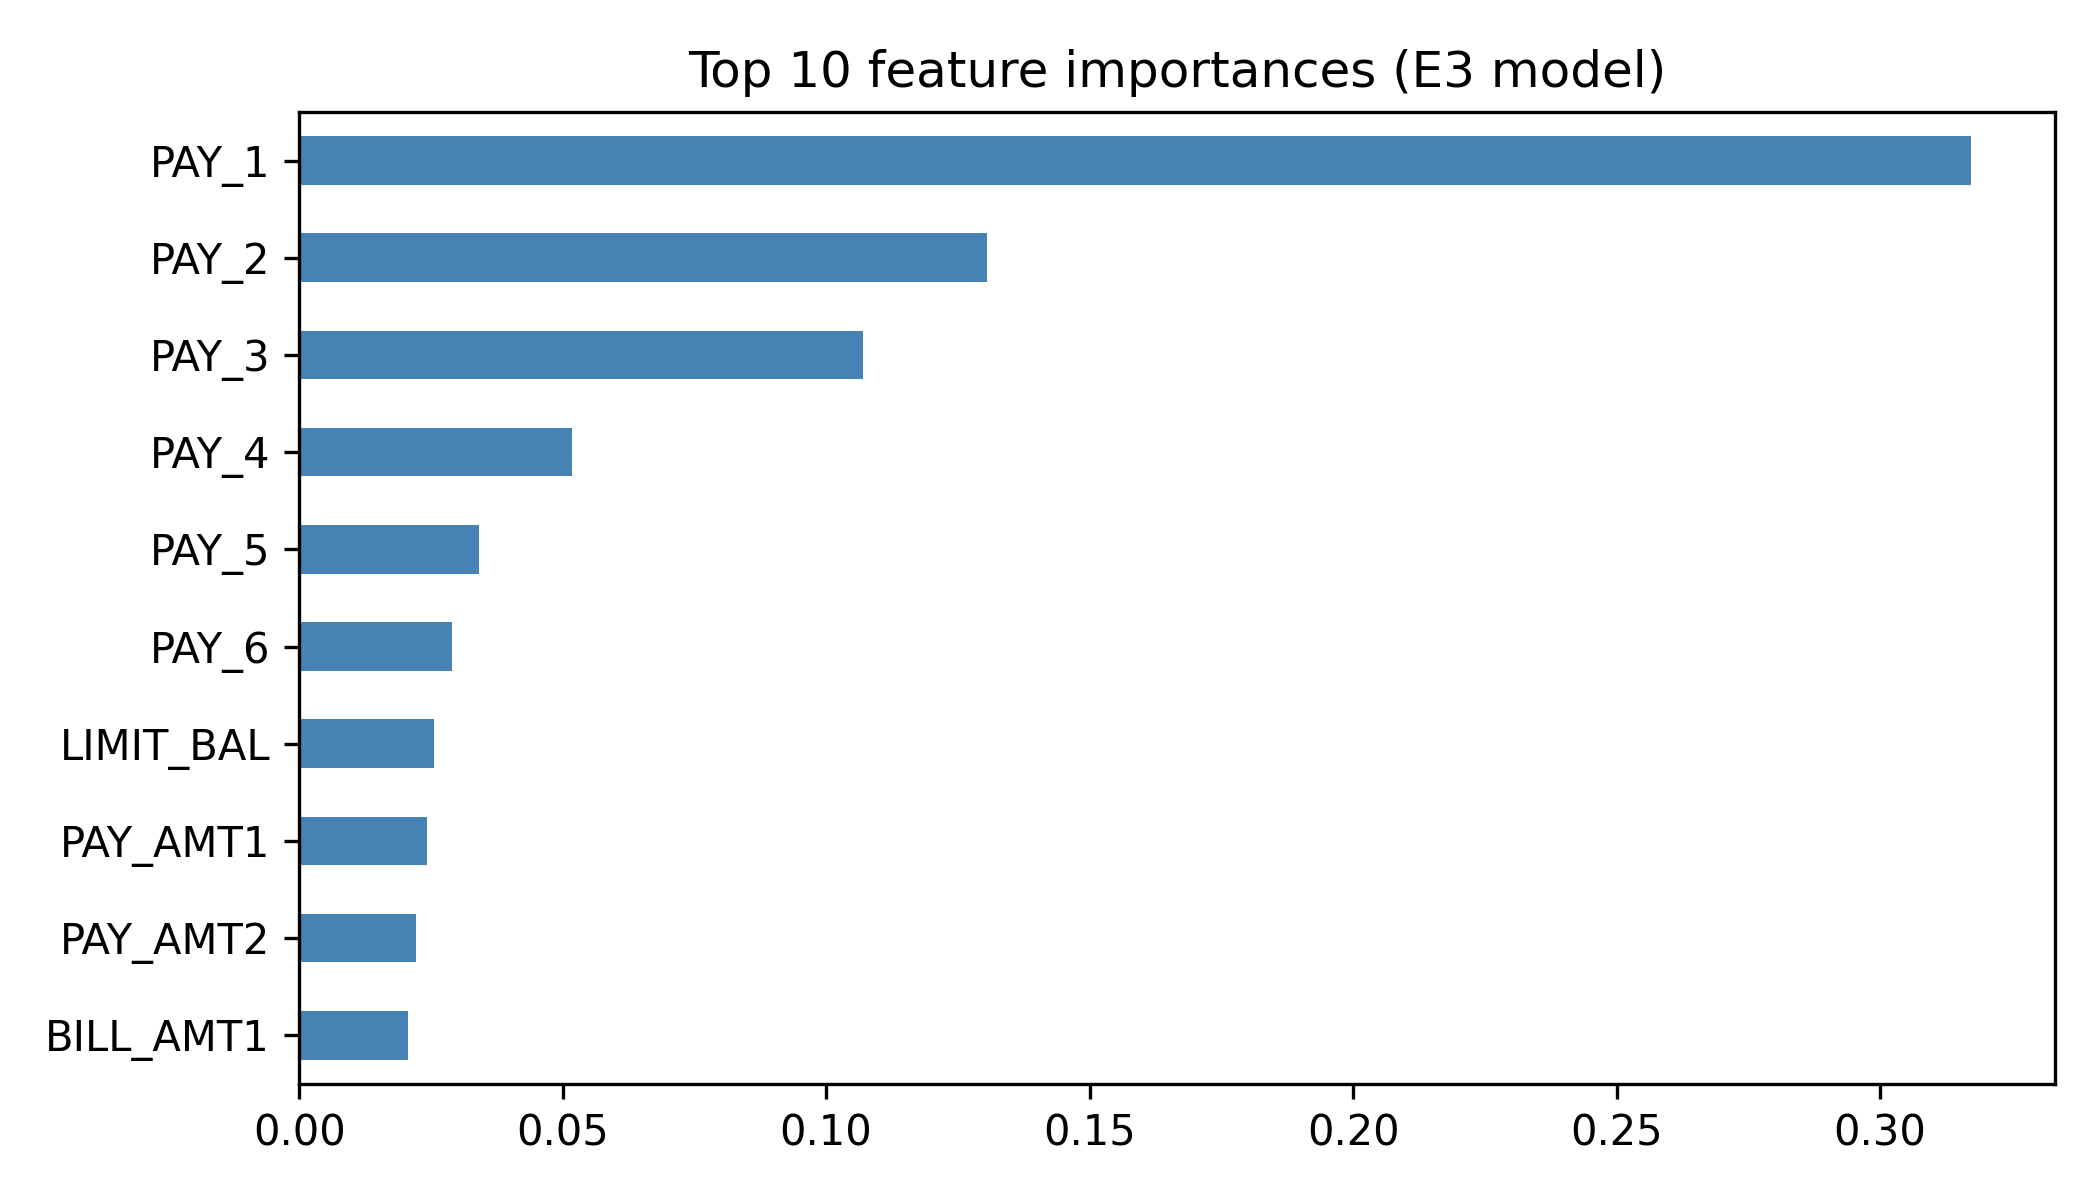 Top 10 feature importances (E3 model)
PAY_1
PAY_2
PAY_3
PAY_4
PAY_5
PAY_6
LIMIT_BAL
PAY_AMT1
PAY_AMT2
BILL_AMT1
0.00 0.05 0.10 0.15 0.20 0.25 0.30